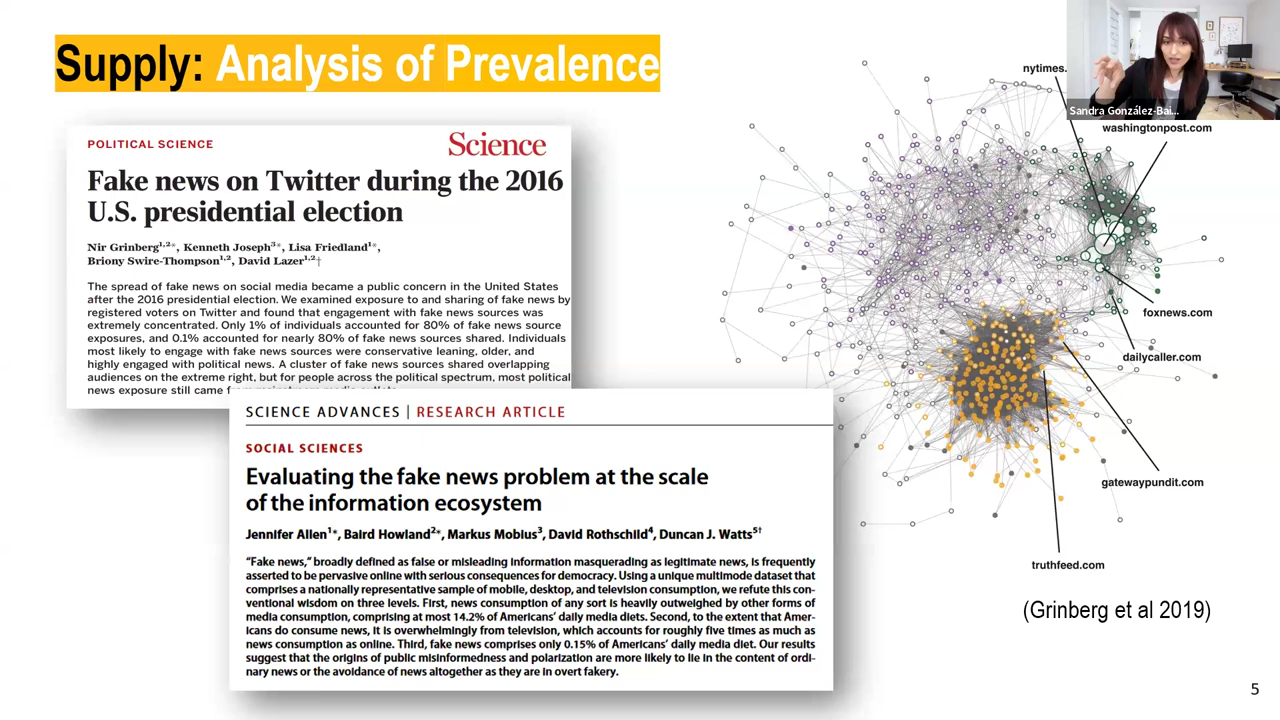 Supply: Analysis of Prevalence
POLITICAL SCIENCE
Science
Fake news on Twitter during the 2016
U.S. presidential election
Nir Grinberg1,2*, Kenneth Joseph3*, Lisa Friedland1*,
Briony Swire-Thompson1,2, David Lazer1,2†
The spread of fake news on social media became a public concern in the United States
after the 2016 presidential election. We examined exposure to and sharing of fake news by
registered voters on Twitter and found that engagement with fake news sources was
extremely concentrated. Only 1% of individuals accounted for 80% of fake news source
exposures, and 0.1% accounted for nearly 80% of fake news sources shared. Individuals
most likely to engage with fake news sources were conservative leaning, older, and
highly engaged with political news. A cluster of fake news sources shared overlapping
audiences on the extreme right, but for people across the political spectrum, most political
news exposure still came
SCIENCE ADVANCES | RESEARCH ARTICLE
SOCIAL SCIENCES
Evaluating the fake news problem at the scale
of the information ecosystem
Jennifer Allen1*, Baird Howland2*, Markus Mobius3, David Rothschild4, Duncan J. Watts5†
"Fake news," broadly defined as false or misleading information masquerading as legitimate news, is frequently
asserted to be pervasive online with serious consequences for democracy. Using a unique multimode dataset that
comprises a nationally representative sample of mobile, desktop, and television consumption, we refute this con-
ventional wisdom on three levels. First, news consumption of any sort is heavily outweighed by other forms of
media consumption, comprising at most 14.2% of Americans' daily media diets. Second, to the extent that Amer-
icans do consume news, it is overwhelmingly from television, which accounts for roughly five times as much as
news consumption as online. Third, fake news comprises only 0.15% of Americans' daily media diet. Our results
suggest that the origins of public misinformedness and polarization are more likely to lie in the content of ordi-
nary news or the avoidance of news altogether as they are in overt fakery.
nytimes.
Sandra González-Bai...
washingtonpost.com
foxnews.com
dailycaller.com
gatewaypundit.com
truthfeed.com
(Grinberg et al 2019)
5